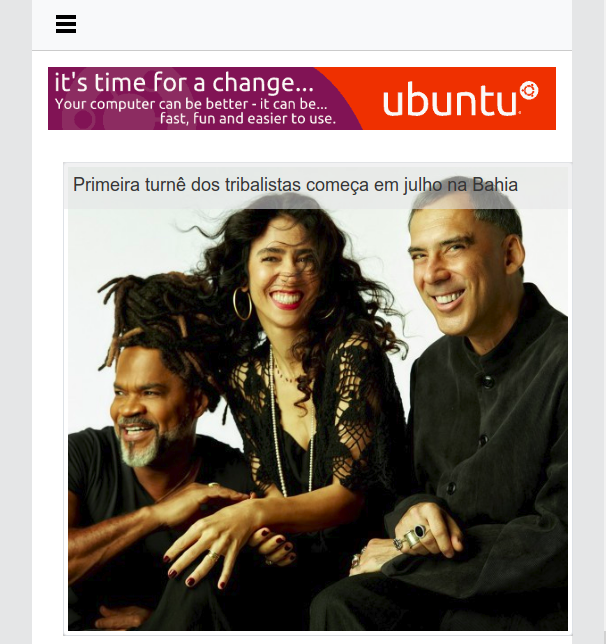 it's time for a change...
Your computer can be better - it can be...
fast, fun and easier to use.
ubuntu
Primeira turnê dos tribalistas começa em julho na Bahia